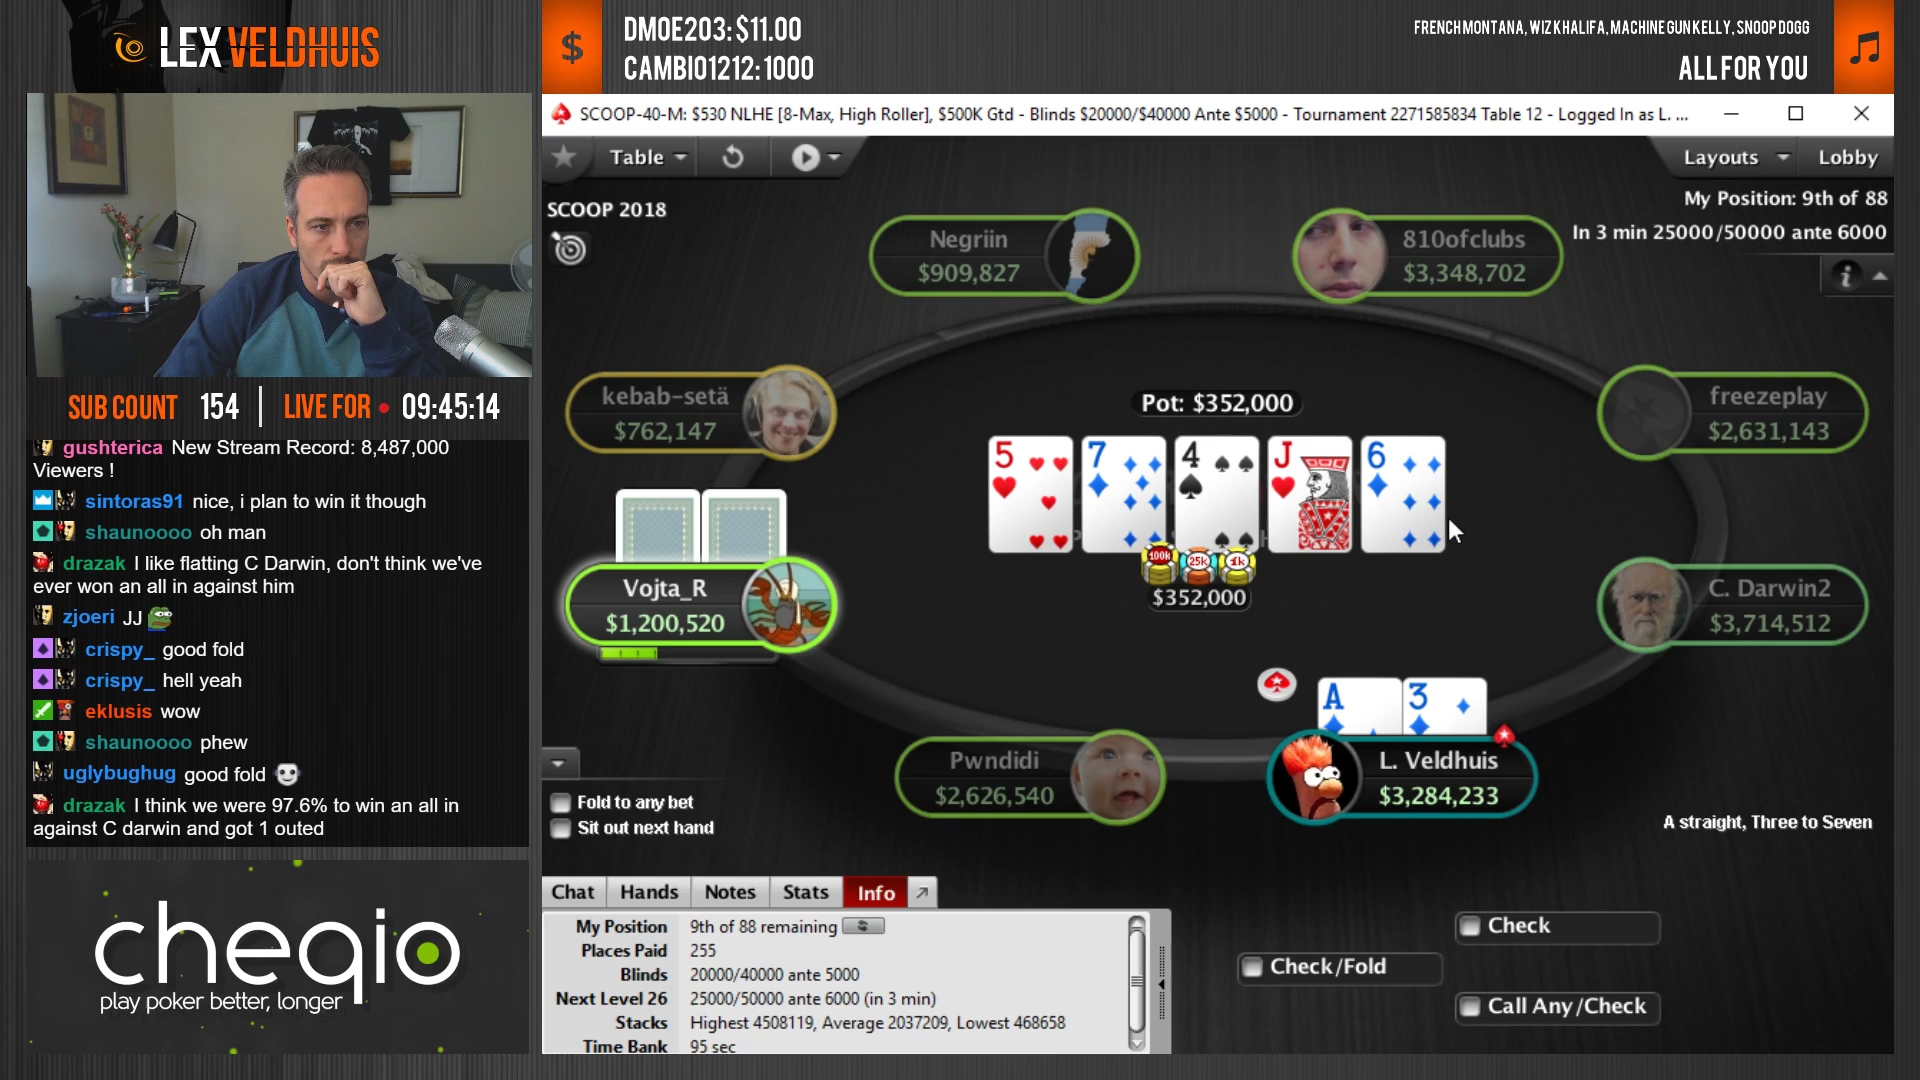 LEX VELDHUIS
$
DMOE203: $11.00
CAMBIO1212: 1000
FRENCH MONTANA, WIZ KHALIFA, MACHINE GUN KELLY, SNOOP DOGG
ALL FOR YOU
SCOOP-40-M: $530 NLHE [8-Max, High Roller], $500K Gtd - Blinds $20000/$40000 Ante $5000 - Tournament 2271585834 Table 12 - Logged In as L. ...
Table
Layouts
Lobby
SCOOP 2018
My Position: 9th of 88
In 3 min 25000/50000 ante 6000
i
Negriin
$909,827
810ofclubs
$3,348,702
kebab-setä
$762,147
freezeplay
$2,631,143
Pot: $352,000
5
7
4
J
6
100k
25k
1k
$352,000
Vojta_R
$1,200,520
C. Darwin2
$3,714,512
A
3
Pwndidi
$2,626,540
L. Veldhuis
$3,284,233
A straight, Three to Seven
Fold to any bet
Sit out next hand
Chat
Hands
Notes
Stats
Info
My Position 9th of 88 remaining
Places Paid 255
Blinds 20000/40000 ante 5000
Next Level 26 25000/50000 ante 6000 (in 3 min)
Stacks Highest 4508119, Average 2037209, Lowest 468658
Time Bank 95 sec
Check/Fold
Check
Call Any/Check
SUB COUNT 154
LIVE FOR 09:45:14
gushterica New Stream Record: 8,487,000
Viewers !
sintoras91 nice, i plan to win it though
shaunoooo oh man
drazak I like flatting C Darwin, don't think we've
ever won an all in against him
zjoeri JJ
crispy_ good fold
crispy_ hell yeah
eklusis wow
shaunoooo phew
uglybughug good fold
drazak I think we were 97.6% to win an all in
against C darwin and got 1 outed
cheqio
play poker better, longer